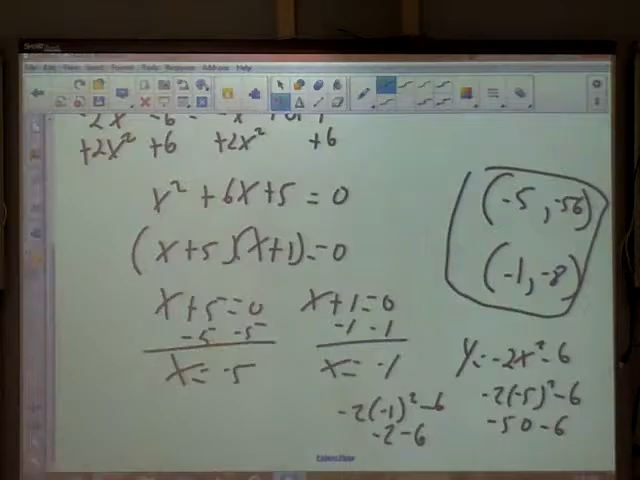 +2x² +6 +2x² +6
x² + 6x + 5 = 0
(x+5)(x+1) = 0
x+5=0 x+1=0
-5 -5 -1 -1
x = -5 x = -1
(-5, -56)
(-1, -8)
y = -2x² - 6
-2(-5)² - 6
-50 - 6
-2(-1)² - 6
-2 - 6